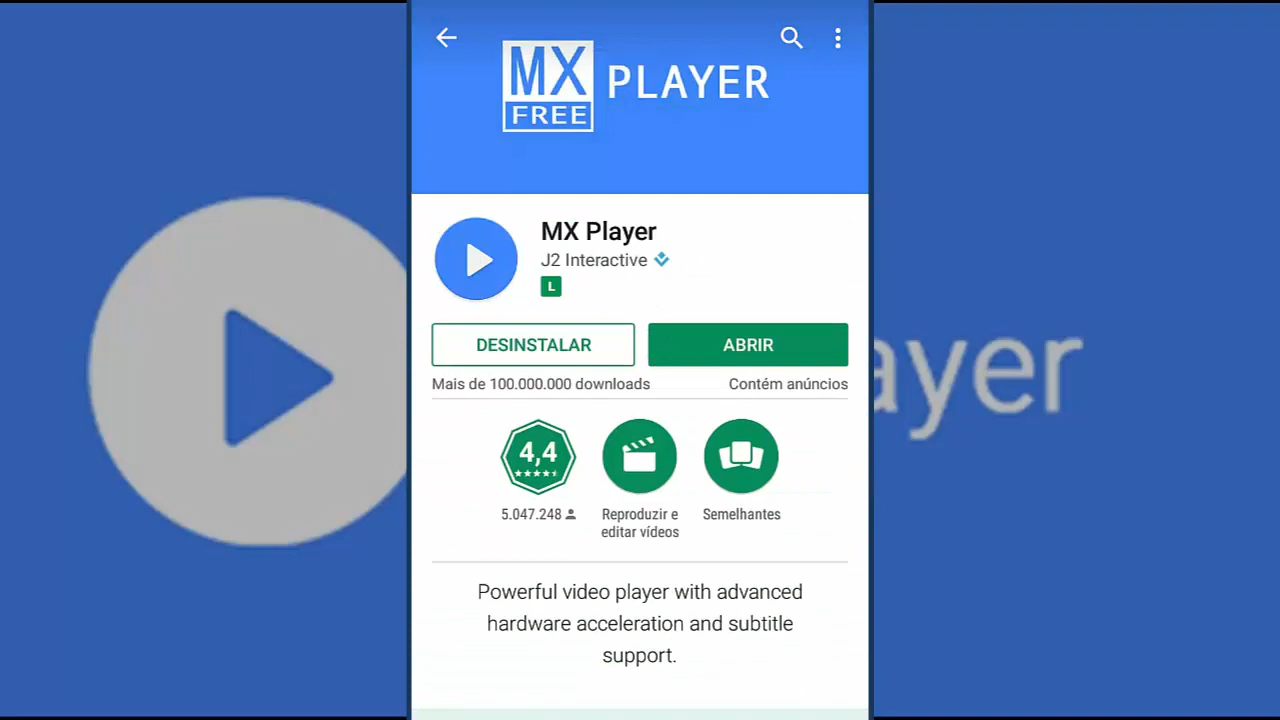 MX PLAYER
FREE
MX Player
J2 Interactive
L
DESINSTALAR ABRIR
Mais de 100.000.000 downloads Contém anúncios
4,4
5.047.248 Reproduzir e Semelhantes
editar vídeos
Powerful video player with advanced
hardware acceleration and subtitle
support.
ayer